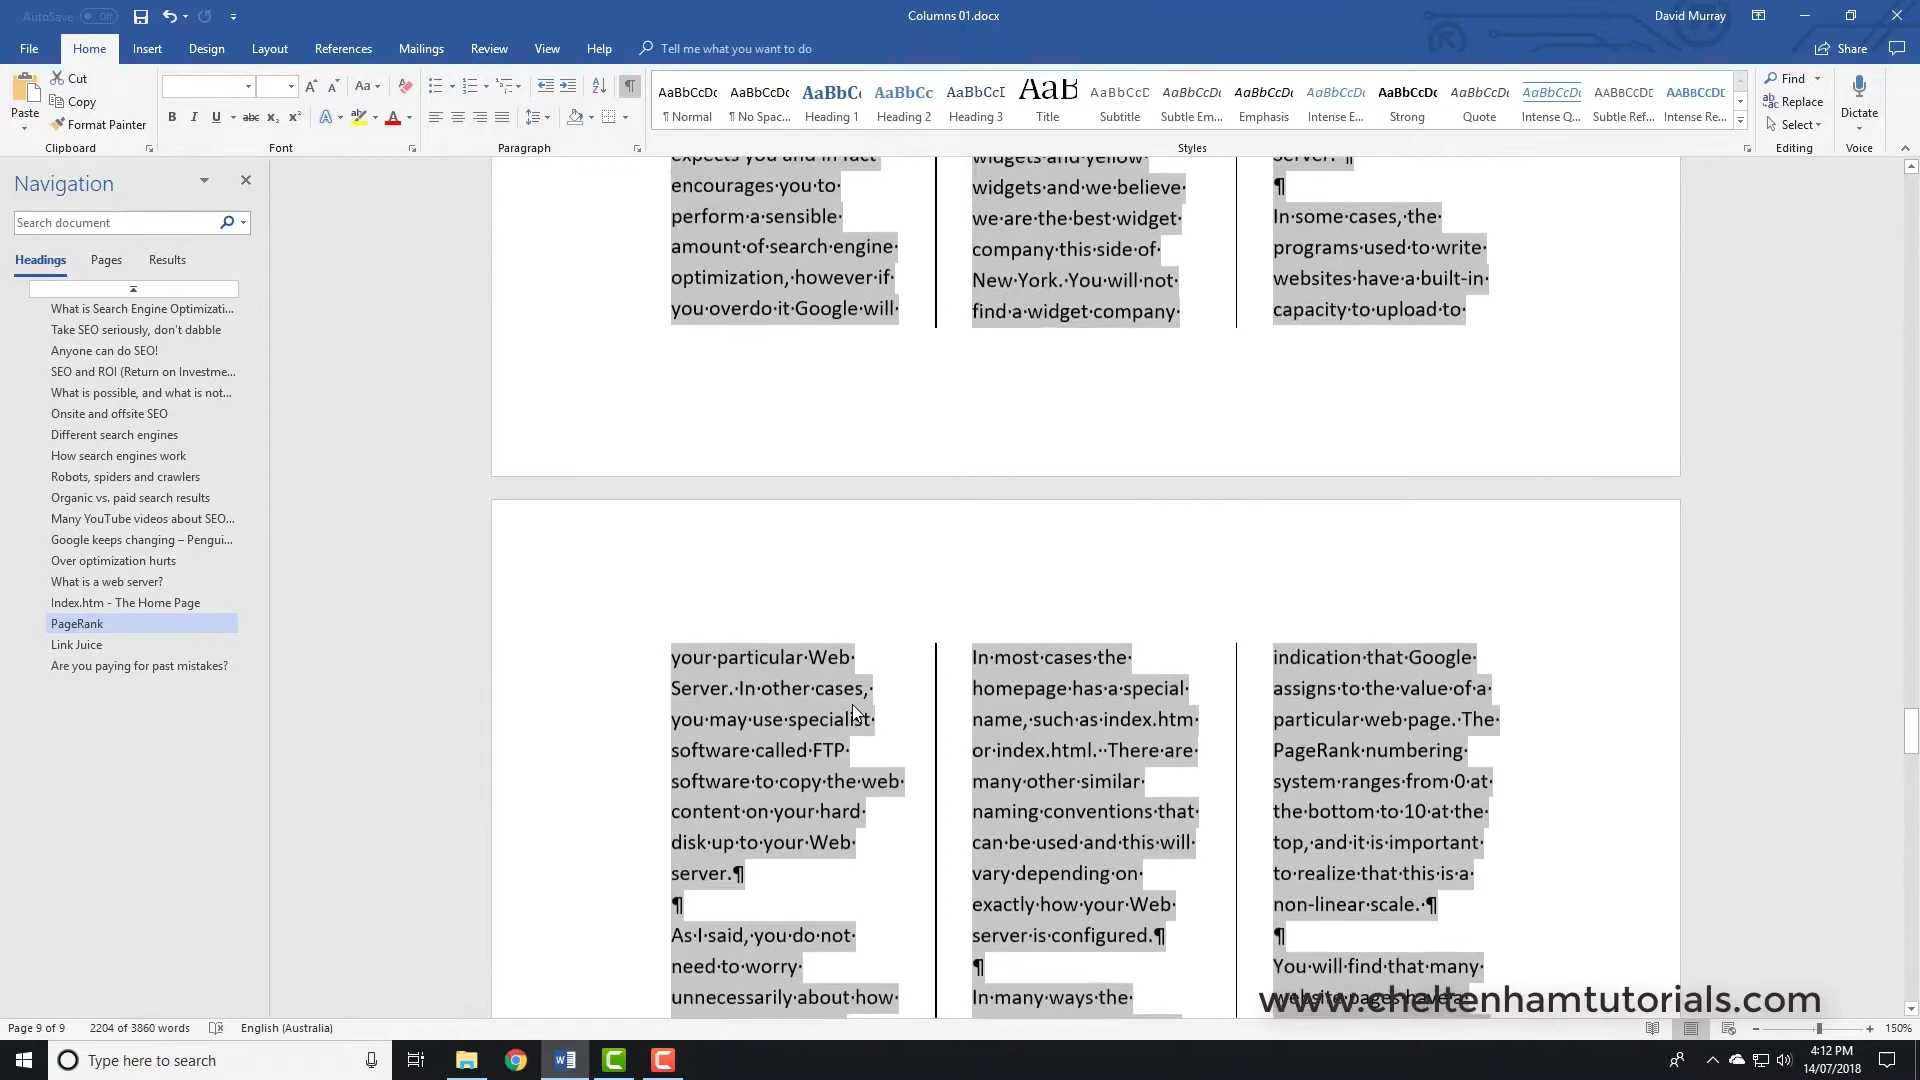 AutoSave Off
Columns 01.docx
David Murray
File Home Insert Design Layout References Mailings Review View Help Tell me what you want to do
Share
Paste
Cut
Copy
Format Painter
Clipboard
Font
Paragraph
AaBbCcDc AaBbCcDc AaBbCc AaBbCc AaBbCcD AaB AaBbCcD AaBbCcDc AaBbCcDc AaBbCcDc AaBbCcDc AaBbCcDc AaBbCcDc AABBCCDE AABBCCDE
¶ Normal ¶ No Spac... Heading 1 Heading 2 Heading 3 Title Subtitle Subtle Em... Emphasis Intense E... Strong Quote Intense Q... Subtle Ref... Intense Re...
Styles
Find
Replace
Select
Editing
Dictate
Voice
Navigation
Search document
Headings Pages Results
What is Search Engine Optimizati...
Take SEO seriously, don't dabble
Anyone can do SEO!
SEO and ROI (Return on Investme...
What is possible, and what is not...
Onsite and offsite SEO
Different search engines
How search engines work
Robots, spiders and crawlers
Organic vs. paid search results
Many YouTube videos about SEO...
Google keeps changing – Pengui...
Over optimization hurts
What is a web server?
Index.htm - The Home Page
PageRank
Link Juice
Are you paying for past mistakes?
expects you and in fact
encourages·you·to·
perform·a·sensible·
amount·of·search·engine·
optimization,·however·if·
you·overdo·it·Google·will·
widgets·and·yellow·
widgets·and·we·believe·
we·are·the·best·widget·
company·this·side·of·
New·York.·You·will·not·
find·a·widget·company·
Server.·¶
¶
In·some·cases,·the·
programs·used·to·write·
websites·have·a·built-in·
capacity·to·upload·to·
your·particular·Web·
Server.·In·other·cases,·
you·may·use·specialist·
software·called·FTP·
software·to·copy·the·web·
content·on·your·hard·
disk·up·to·your·Web·
server.¶
¶
As·I·said,·you·do·not·
need·to·worry·
unnecessarily·about·how·
In·most·cases·the·
homepage·has·a·special·
name,·such·as·index.htm·
or·index.html.··There·are·
many·other·similar·
naming·conventions·that·
can·be·used·and·this·will·
vary·depending·on·
exactly·how·your·Web·
server·is·configured.¶
¶
In·many·ways·the·
indication·that·Google·
assigns·to·the·value·of·a·
particular·web·page.·The·
PageRank·numbering·
system·ranges·from·0·at·
the·bottom·to·10·at·the·
top,·and·it·is·important·
to·realize·that·this·is·a·
non-linear·scale.·¶
¶
You·will·find·that·many·
website·pages·have·a·
www.cheltenhamtutorials.com
Page 9 of 9 2204 of 3860 words English (Australia) 150%
Type here to search
4:12 PM
14/07/2018